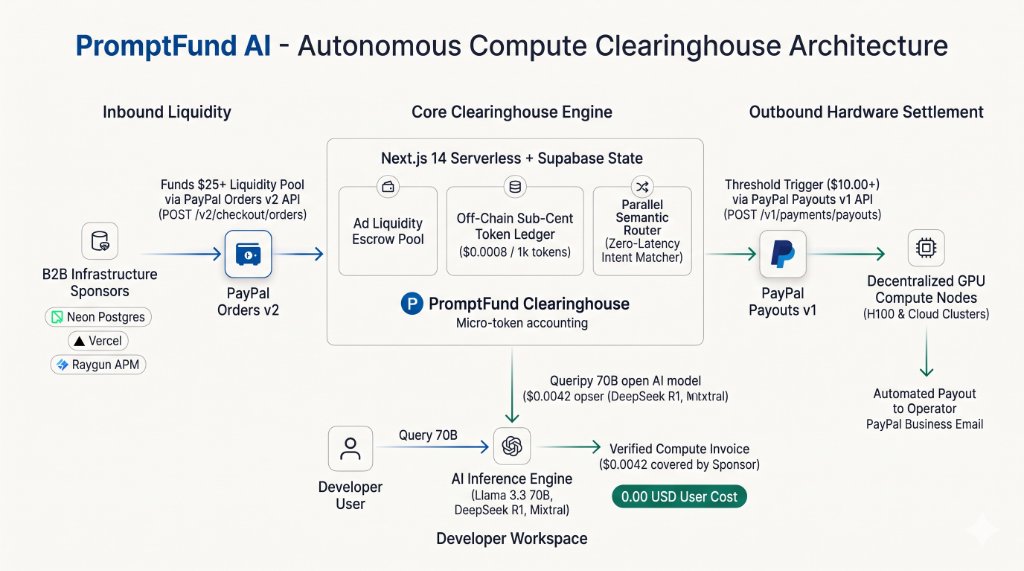 PromptFund AI - Autonomous Compute Clearinghouse Architecture
Inbound Liquidity
Core Clearinghouse Engine
Outbound Hardware Settlement
Funds $25+ Liquidity Pool
via PayPal Orders v2 API
(POST /v2/checkout/orders)
B2B Infrastructure
Sponsors
Neon Postgres
Vercel
Raygun APM
PayPal
Orders v2
Next.js 14 Serverless + Supabase State
Ad Liquidity
Escrow Pool
Off-Chain Sub-Cent
Token Ledger
($0.0008 / 1k tokens)
Parallel
Semantic
Router
(Zero-Latency
Intent Matcher)
P PromptFund Clearinghouse
Micro-token accounting
Threshold Trigger ($10.00+)
via PayPal Payouts v1 API
(POST /v1/payments/payouts)
PayPal
Payouts v1
Decentralized GPU
Compute Nodes
(H100 & Cloud Clusters)
Automated Payout
to Operator
PayPal Business Email
Queripy 70B open AI model
($0.0042 opser (DeepSeek R1, Mixtral)
Developer
User
Query 70B
AI Inference Engine
(Llama 3.3 70B,
DeepSeek R1, Mixtral)
Verified Compute Invoice
($0.0042 covered by Sponsor)
0.00 USD User Cost
Developer Workspace